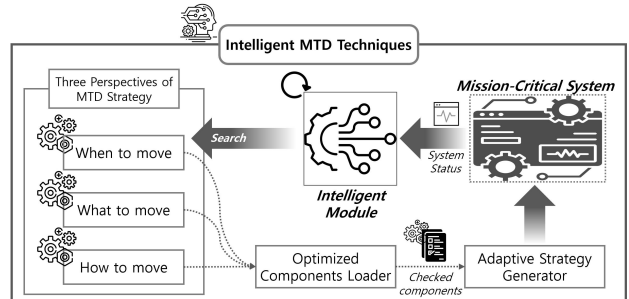 Intelligent MTD Techniques
Three Perspectives of
MTD Strategy
When to move
What to move
How to move
Search
Intelligent
Module
System
Status
Mission-Critical System
Optimized
Components Loader
Checked
components
Adaptive Strategy
Generator